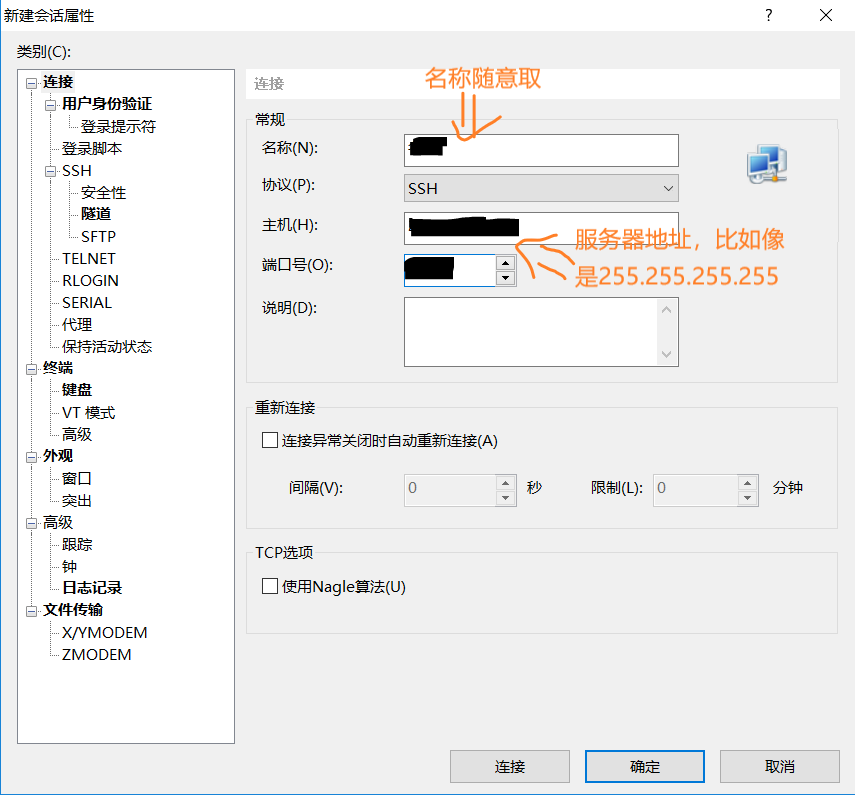 新建会话属性
?
类别(C):
连接
用户身份验证
登录提示符
登录脚本
SSH
安全性
隧道
SFTP
TELNET
RLOGIN
SERIAL
代理
保持活动状态
终端
键盘
VT 模式
高级
外观
窗口
突出
高级
跟踪
钟
日志记录
文件传输
X/YMODEM
ZMODEM
连接
名称随意取
常规
名称(N):
协议(P):
SSH
主机(H):
服务器地址，比如像
是255.255.255.255
端口号(O):
说明(D):
重新连接
连接异常关闭时自动重新连接(A)
间隔(V):
0
秒
限制(L):
0
分钟
TCP选项
使用Nagle算法(U)
连接
确定
取消